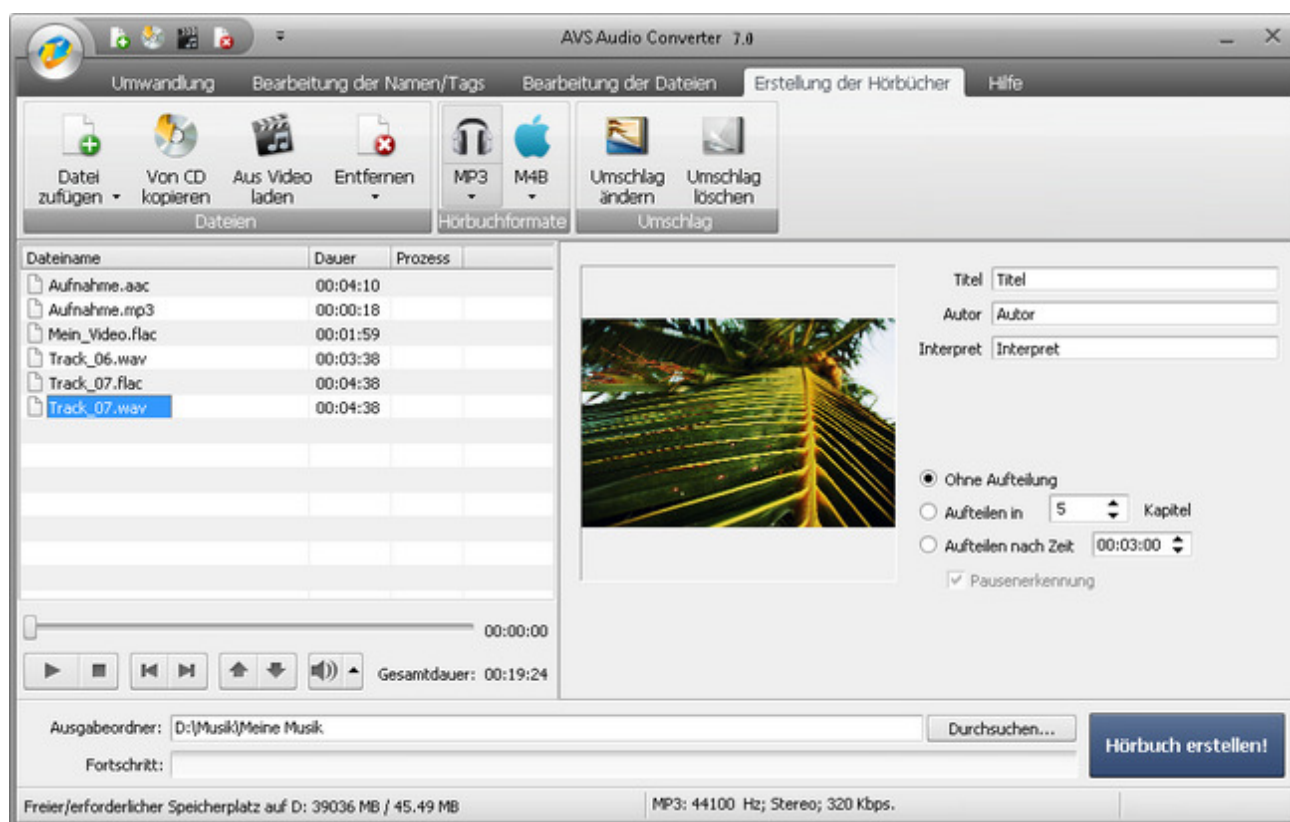 AVS Audio Converter 7.0
Umwandlung Bearbeitung der Namen/Tags Bearbeitung der Dateien Erstellung der Hörbücher Hilfe
Datei zufügen
Von CD kopieren
Aus Video laden
Entfernen
MP3
M4B
Umschlag ändern
Umschlag löschen
Dateien
Hörbuchformate
Umschlag
Dateiname Dauer Prozess
Aufnahme.aac 00:04:10
Aufnahme.mp3 00:00:18
Mein_Video.flac 00:01:59
Track_06.wav 00:03:38
Track_07.flac 00:04:38
Track_07.wav 00:04:38
Titel Titel
Autor Autor
Interpret Interpret
Ohne Aufteilung
Aufteilen in 5 Kapitel
Aufteilen nach Zeit 00:03:00
Pausenerkennung
00:00:00
Gesamtdauer: 00:19:24
Ausgabeordner: D:\Musik\Meine Musik
Durchsuchen...
Hörbuch erstellen!
Fortschritt:
Freier/erforderlicher Speicherplatz auf D: 39036 MB / 45.49 MB
MP3: 44100 Hz; Stereo; 320 Kbps.